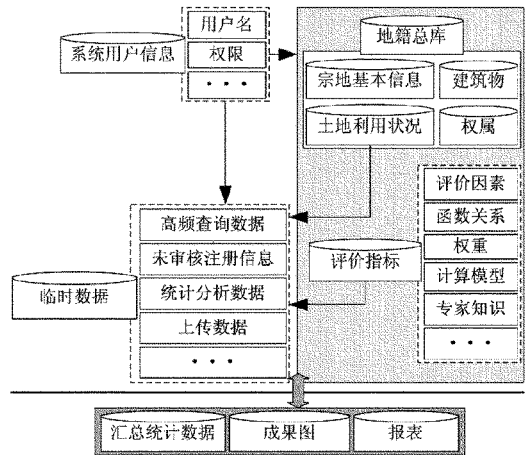 用户名
系统用户信息
权限
···
地籍总库
宗地基本信息
建筑物
土地利用状况
权属
评价因素
函数关系
权重
计算模型
专家知识
···
评价指标
高频查询数据
未审核注册信息
统计分析数据
上传数据
···
临时数据
汇总统计数据
成果图
报表